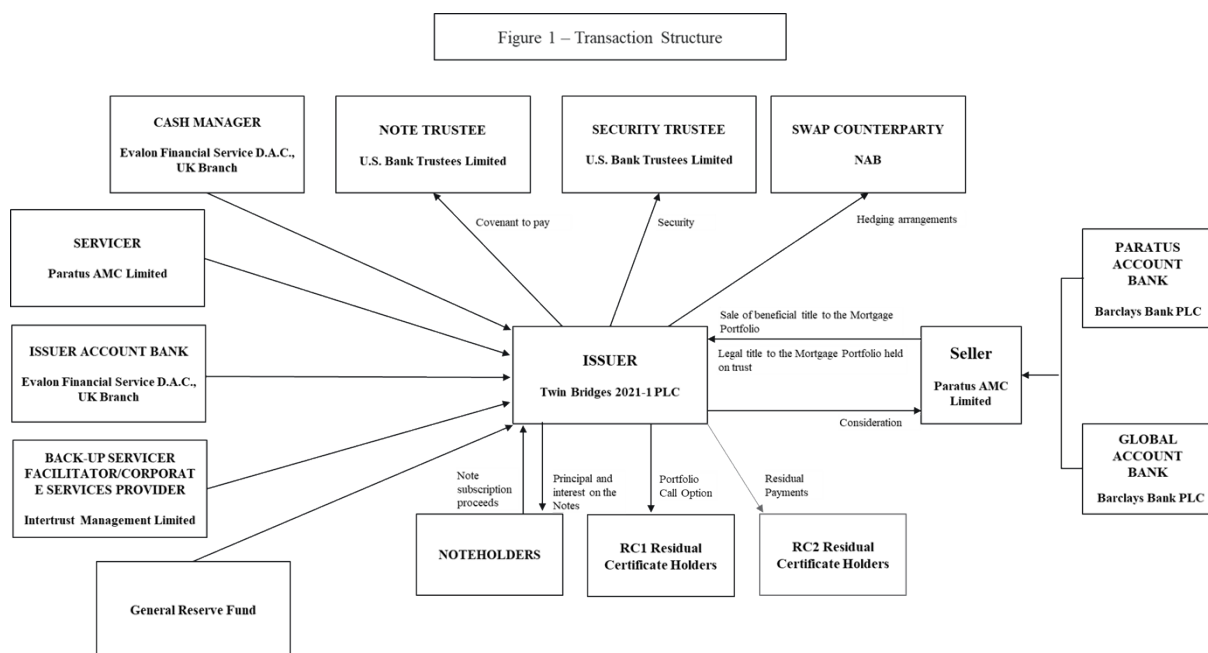 Figure 1 – Transaction Structure
CASH MANAGER
Evalon Financial Service D.A.C.,
UK Branch
NOTE TRUSTEE
U.S. Bank Trustees Limited
SECURITY TRUSTEE
U.S. Bank Trustees Limited
SWAP COUNTERPARTY
NAB
Covenant to pay
Security
Hedging arrangements
SERVICER
Paratus AMC Limited
PARATUS
ACCOUNT
BANK
Barclays Bank PLC
Sale of beneficial title to the Mortgage
Portfolio
Legal title to the Mortgage Portfolio held
on trust
ISSUER
Twin Bridges 2021-1 PLC
Seller
Paratus AMC
Limited
ISSUER ACCOUNT BANK
Evalon Financial Service D.A.C.,
UK Branch
Consideration
BACK-UP SERVICER
FACILITATOR/CORPORAT
E SERVICES PROVIDER
Intertrust Management Limited
GLOBAL
ACCOUNT
BANK
Barclays Bank PLC
Note
subscription
proceeds
Principal and
interest on the
Notes
Portfolio
Call Option
Residual
Payments
NOTEHOLDERS
RC1 Residual
Certificate Holders
RC2 Residual
Certificate Holders
General Reserve Fund